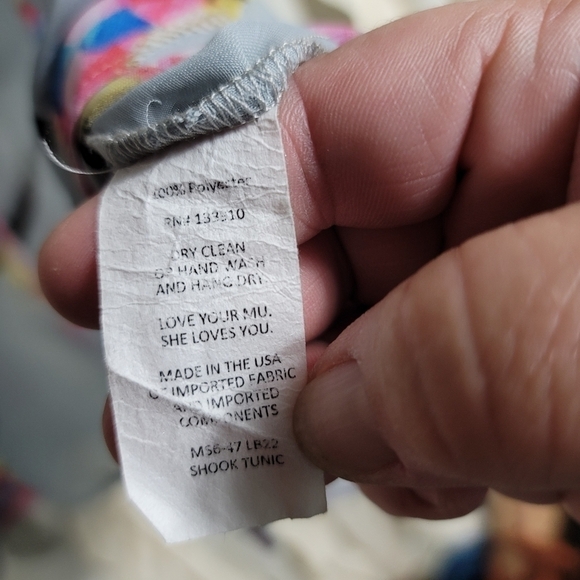 100% Polyester
RN# 133910
DRY CLEAN
OR HAND WASH
AND HANG DRY.
LOVE YOUR MU.
SHE LOVES YOU.
MADE IN THE USA
OF IMPORTED FABRIC
AND IMPORTED
COMPONENTS
MS6-47 LB22
SHOOK TUNIC